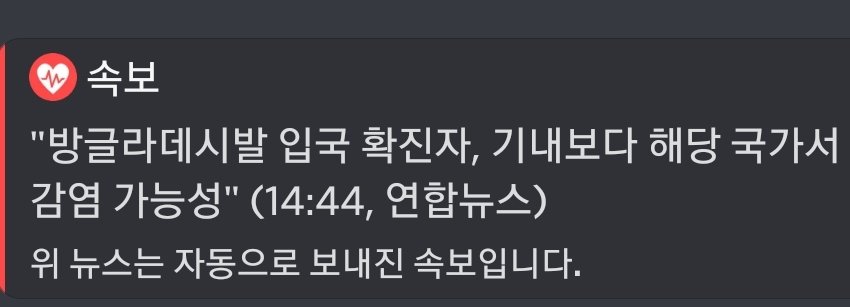 속보
"방글라데시발 입국 확진자, 기내보다 해당 국가서
감염 가능성" (14:44, 연합뉴스)
위 뉴스는 자동으로 보내진 속보입니다.